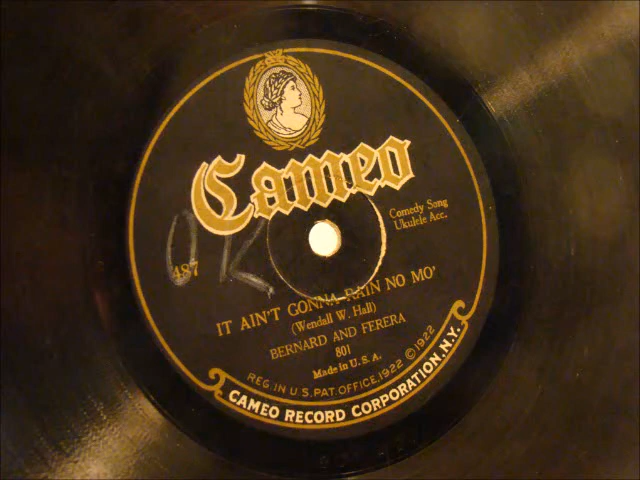 Cameo
Comedy Song
Ukulele Acc.
OK
487
IT AIN'T GONNA RAIN NO MO'
(Wendall W. Hall)
BERNARD AND FERERA
801
Made in U. S. A.
REG. IN U.S. PAT. OFFICE, 1922 © 1922
CAMEO RECORD CORPORATION, N.Y.